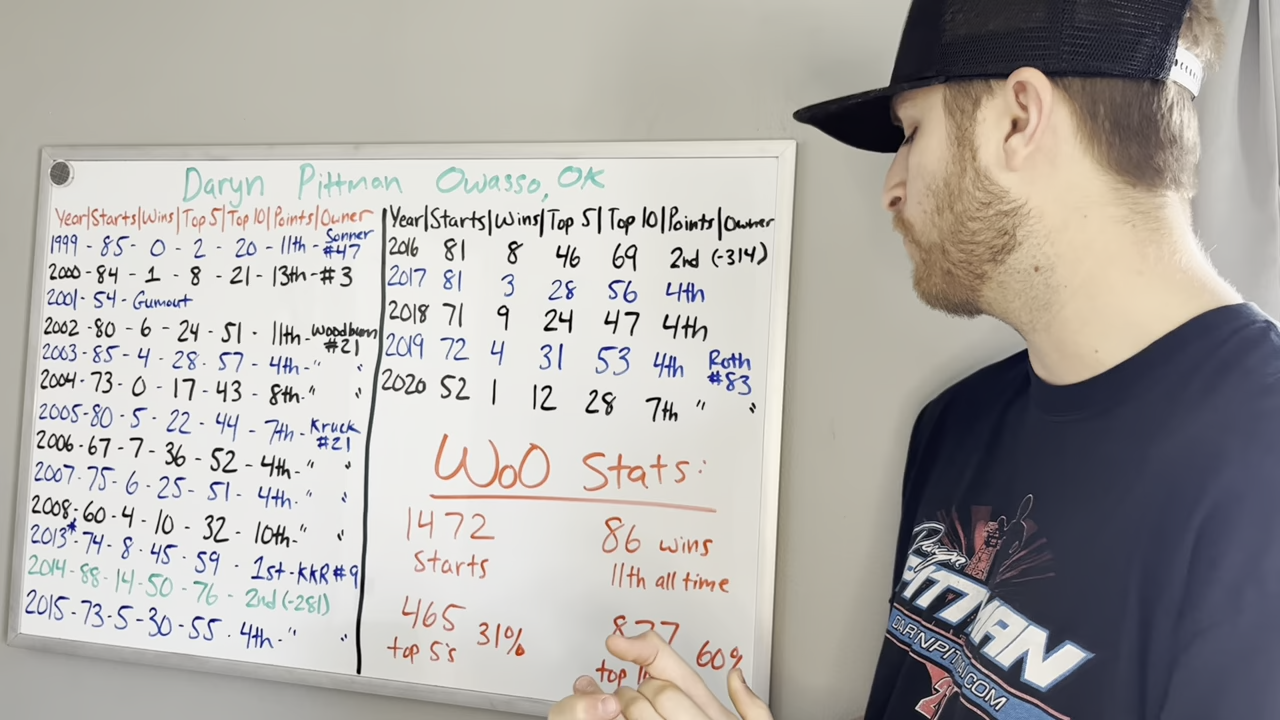 Daryn Pittman Owasso, OK
Year|Starts|Wins|Top 5|Top 10|Points|Owner
1999 - 85 - 0 - 2 - 20 - 11th - Sonner #47
2000 - 84 - 1 - 8 - 21 - 13th - #3
2001 - 54 - Gumout
2002 - 80 - 6 - 24 - 51 - 11th - Woodburn #21
2003 - 85 - 4 - 28 - 57 - 4th - " "
2004 - 73 - 0 - 17 - 43 - 8th - " "
2005 - 80 - 5 - 22 - 44 - 7th - Kruck #21
2006 - 67 - 7 - 36 - 52 - 4th - " "
2007 - 75 - 6 - 25 - 51 - 4th - " "
2008 - 60 - 4 - 10 - 32 - 10th - " "
2013* - 74 - 8 - 45 - 59 - 1st - KKR #9
2014 - 88 - 14 - 50 - 76 - 2nd (-281)
2015 - 73 - 5 - 30 - 55 - 4th - " "
Year|Starts|Wins|Top 5|Top 10|Points|Owner
2016 81 8 46 69 2nd (-314)
2017 81 3 28 56 4th
2018 71 9 24 47 4th
2019 72 4 31 53 4th Roth #83
2020 52 1 12 28 7th " "
WoO Stats:
1472 Starts
86 wins
11th all time
465 31%
top 5's
877 60%
top
Daryn
PITTMAN
DARYNPITTMAN.COM